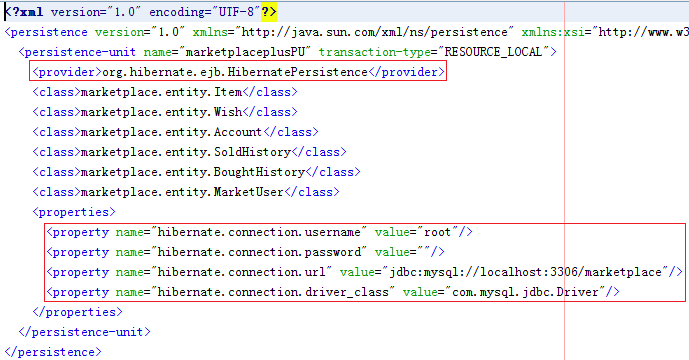 <?xml version="1.0" encoding="UTF-8"?>
<persistence version="1.0" xmlns="http://java.sun.com/xml/ns/persistence" xmlns:xsi="http://www.w3
<persistence-unit name="marketplaceplusPU" transaction-type="RESOURCE_LOCAL">
<provider>org.hibernate.ejb.HibernatePersistence</provider>
<class>marketplace.entity.Item</class>
<class>marketplace.entity.Wish</class>
<class>marketplace.entity.Account</class>
<class>marketplace.entity.SoldHistory</class>
<class>marketplace.entity.BoughtHistory</class>
<class>marketplace.entity.MarketUser</class>
<properties>
<property name="hibernate.connection.username" value="root"/>
<property name="hibernate.connection.password" value=""/>
<property name="hibernate.connection.url" value="jdbc:mysql://localhost:3306/marketplace"/>
<property name="hibernate.connection.driver_class" value="com.mysql.jdbc.Driver"/>
</properties>
</persistence-unit>
</persistence>